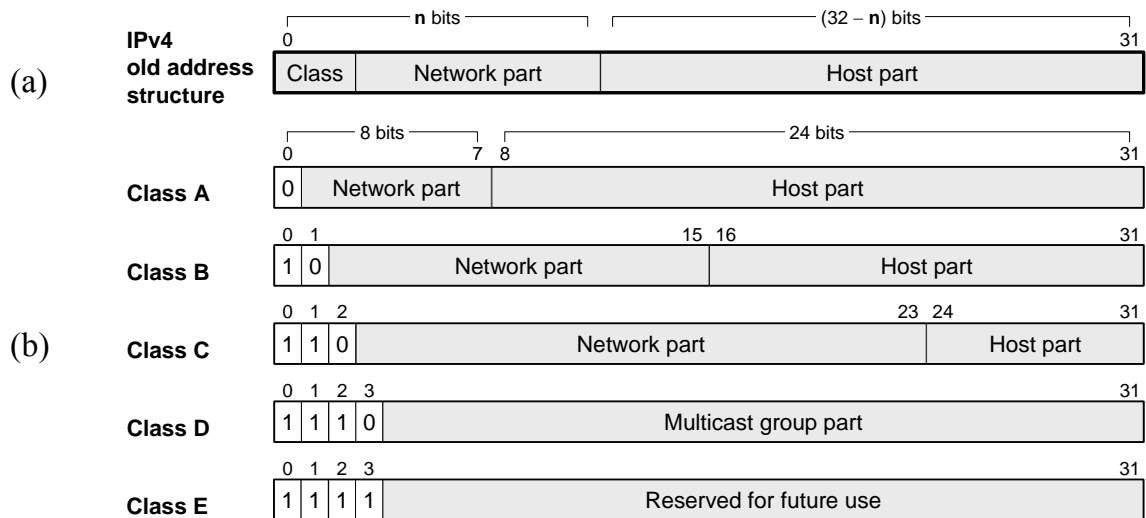 n bits (32 – n) bits
IPv4 0 31
(a) old address Class Network part Host part
structure
8 bits 24 bits
0 7 8 31
Class A 0 Network part Host part
0 1 15 16 31
Class B 1 0 Network part Host part
0 1 2 23 24 31
(b) Class C 1 1 0 Network part Host part
0 1 2 3 31
Class D 1 1 1 0 Multicast group part
0 1 2 3 31
Class E 1 1 1 1 Reserved for future use